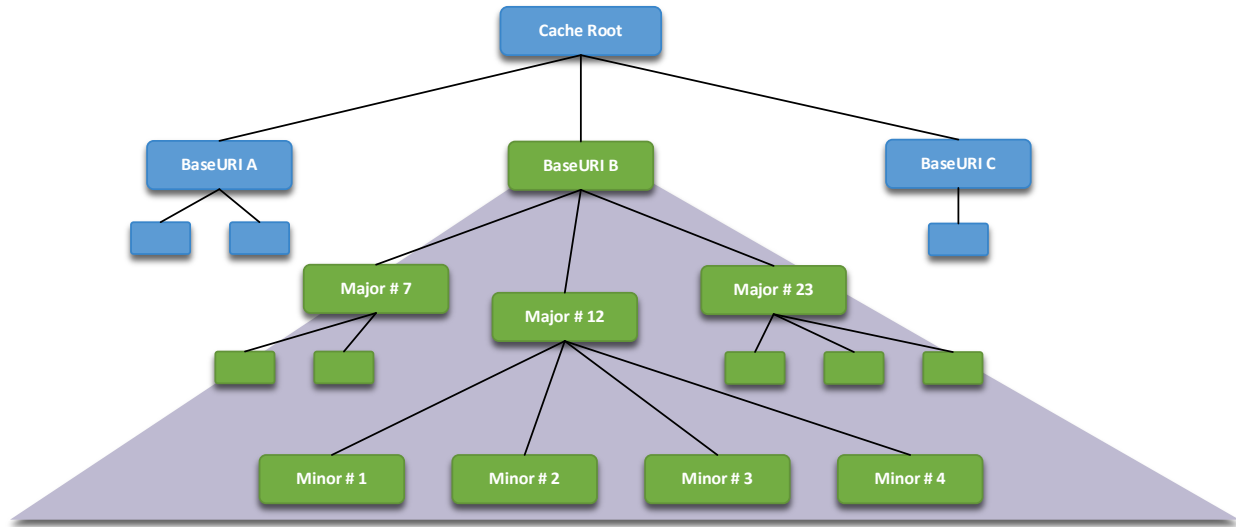 Cache Root
BaseURI A
BaseURI B
BaseURI C
Major # 7
Major # 12
Major # 23
Minor # 1
Minor # 2
Minor # 3
Minor # 4